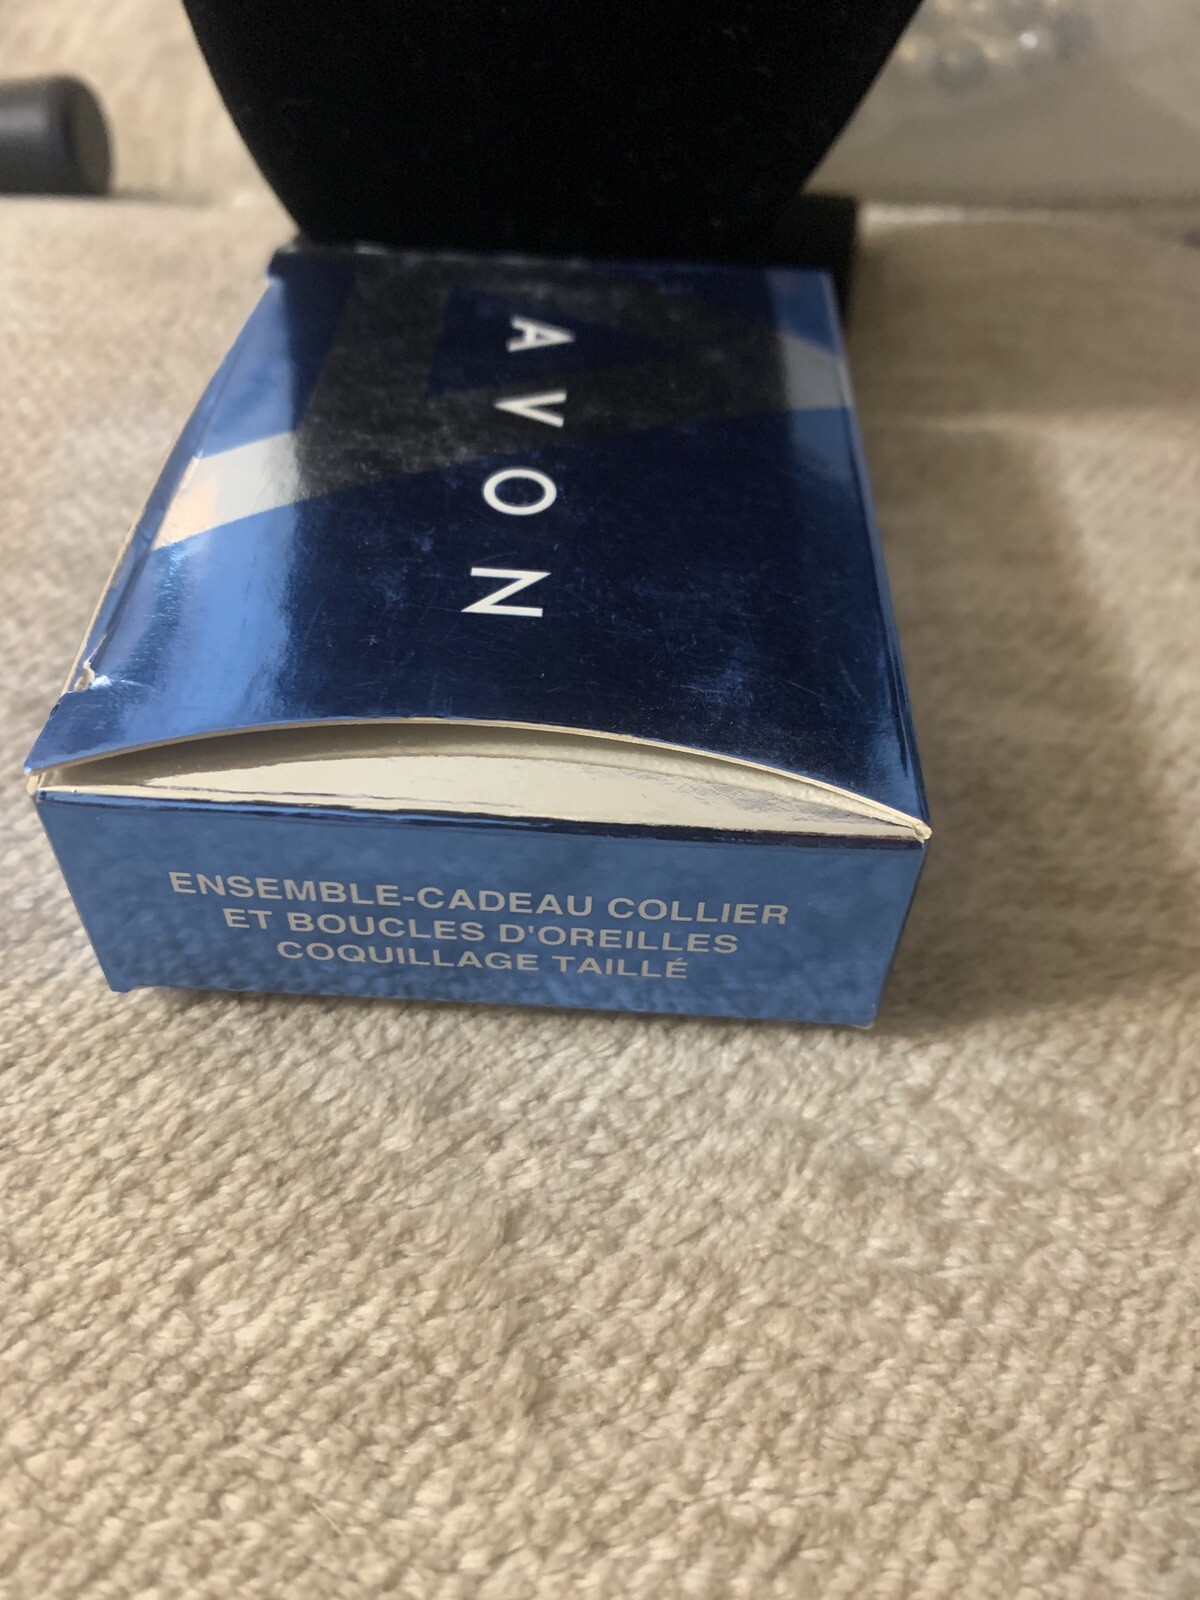 AVON
ENSEMBLE-CADEAU COLLIER
ET BOUCLES D'OREILLES
COQUILLAGE TAILLÉ